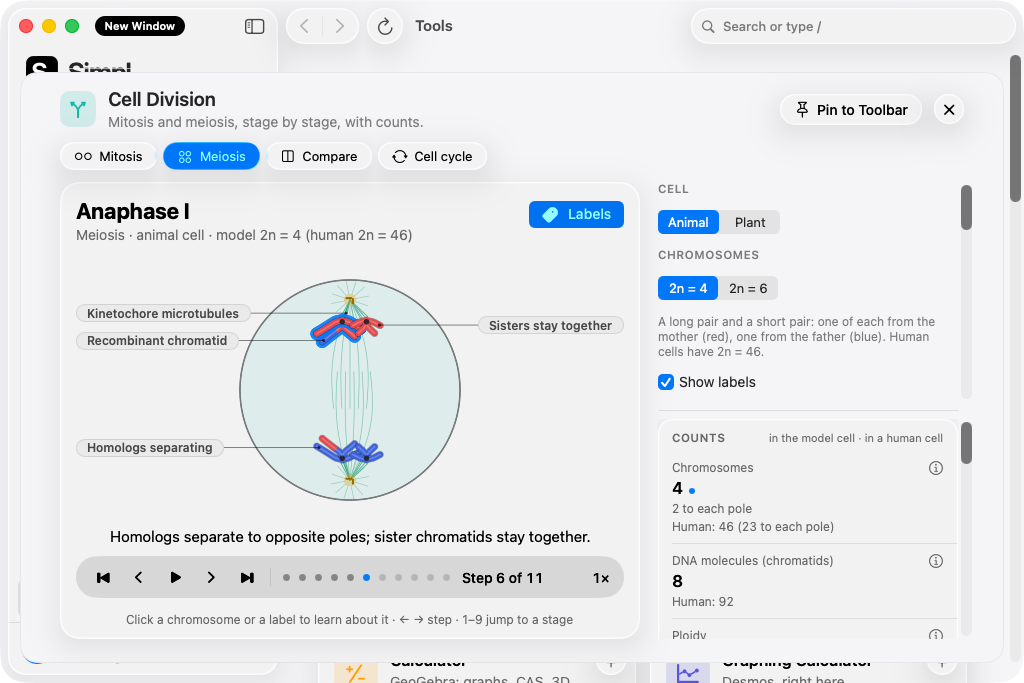 New Window
Tools
Search or type /
Simpl
Cell Division
Mitosis and meiosis, stage by stage, with counts.
Pin to Toolbar
Mitosis
Meiosis
Compare
Cell cycle
Anaphase I
Labels
Meiosis · animal cell · model 2n = 4 (human 2n = 46)
Kinetochore microtubules
Sisters stay together
Recombinant chromatid
Homologs separating
Homologs separate to opposite poles; sister chromatids stay together.
Step 6 of 11
1×
Click a chromosome or a label to learn about it · ← → step · 1–9 jump to a stage
CELL
Animal
Plant
CHROMOSOMES
2n = 4
2n = 6
A long pair and a short pair: one of each from the
mother (red), one from the father (blue). Human
cells have 2n = 46.
Show labels
COUNTS
in the model cell · in a human cell
Chromosomes
4
2 to each pole
Human: 46 (23 to each pole)
DNA molecules (chromatids)
8
Human: 92
Ploidy
Calculator
GeoGebra: graphs, CAS, 3D
Graphing Calculator
Desmos, right here